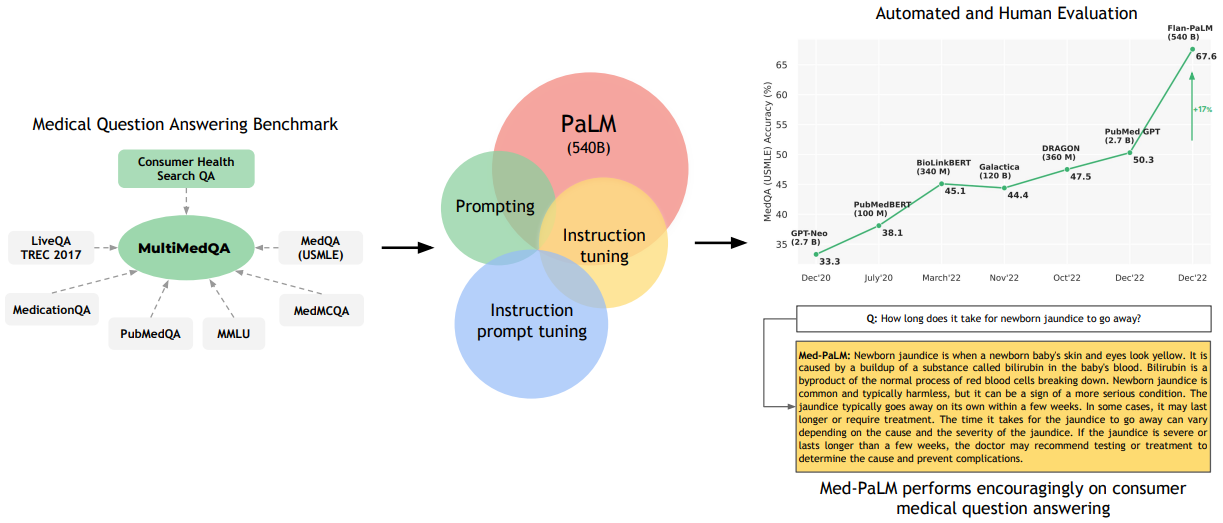 Medical Question Answering Benchmark
Consumer Health
Search QA
LiveQA
TREC 2017
MultiMedQA
MedQA
(USMLE)
MedicationQA
PubMedQA
MMLU
MedMCQA
PaLM
(540B)
Prompting
Instruction
tuning
Instruction
prompt tuning
Automated and Human Evaluation
MedQA (USMLE) Accuracy (%)
65
60
55
50
45
40
35
GPT-Neo
(2.7 B)
33.3
PubMedBERT
(100 M)
38.1
BioLinkBERT
(340 M)
45.1
Galactica
(120 B)
44.4
DRAGON
(360 M)
47.5
PubMed GPT
(2.7 B)
50.3
Flan-PaLM
(540 B)
67.6
+17%
Dec'20
July'20
March'22
Nov'22
Oct'22
Dec'22
Dec'22
Q: How long does it take for newborn jaundice to go away?
Med-PaLM: Newborn jaundice is when a newborn baby's skin and eyes look yellow. It is
caused by a buildup of a substance called bilirubin in the baby's blood. Bilirubin is a
byproduct of the normal process of red blood cells breaking down. Newborn jaundice is
common and typically harmless, but it can be a sign of a more serious condition. The
jaundice typically goes away on its own within a few weeks. In some cases, it may last
longer or require treatment. The time it takes for the jaundice to go away can vary
depending on the cause and the severity of the jaundice. If the jaundice is severe or
lasts longer than a few weeks, the doctor may recommend testing or treatment to
determine the cause and prevent complications.
Med-PaLM performs encouragingly on consumer
medical question answering